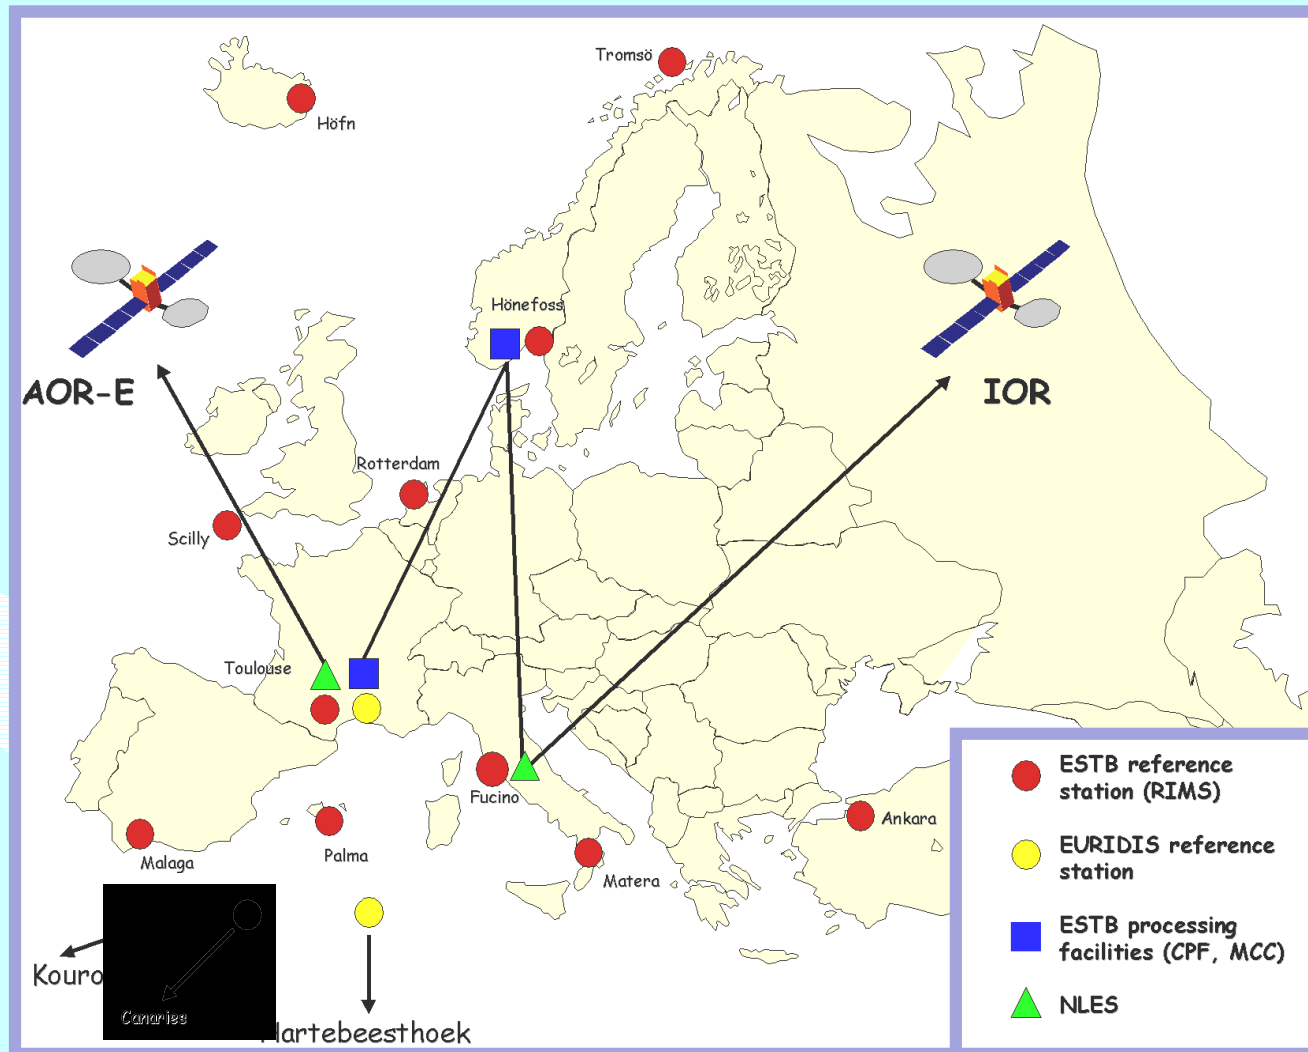 Tromsö
Höfn
Hönefoss
AOR-E
IOR
Rotterdam
Scilly
Toulouse
Fucino
Ankara
Malaga
Palma
Matera
Kouro
Canaries
Hartebeesthoek
ESTB reference
station (RIMS)
EURIDIS reference
station
ESTB processing
facilities (CPF, MCC)
NLES